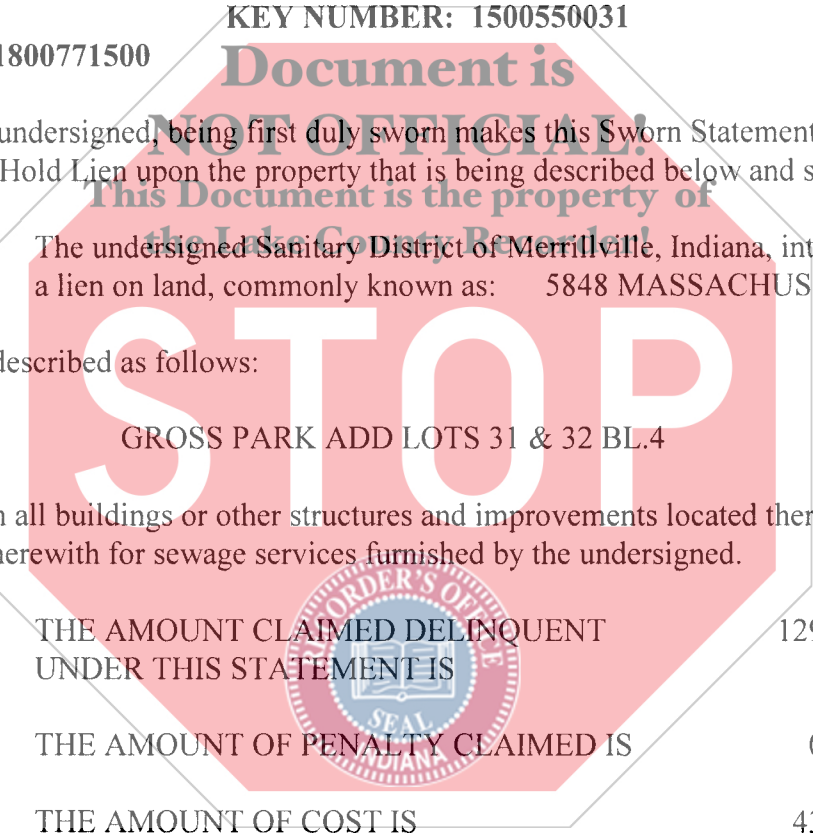 KEY NUMBER: 1500550031
1800771500
Document is
undersigned, being first duly sworn makes this Sworn Statement
NOT OFFICIAL!
Hold Lien upon the property that is being described below and s
This Document is the property of
The undersigned Sanitary District of Merrillville, Indiana, int
the Lake County Recorder!
a lien on land, commonly known as: 5848 MASSACHUS
described as follows:
STOP
GROSS PARK ADD LOTS 31 & 32 BL.4
all buildings or other structures and improvements located ther
herewith for sewage services furnished by the undersigned.
RECORDER'S OFFICE
THE AMOUNT CLAIMED DELINQUENT 129
UNDER THIS STATEMENT IS
SEAL
INDIANA
THE AMOUNT OF PENALTY CLAIMED IS
THE AMOUNT OF COST IS 43